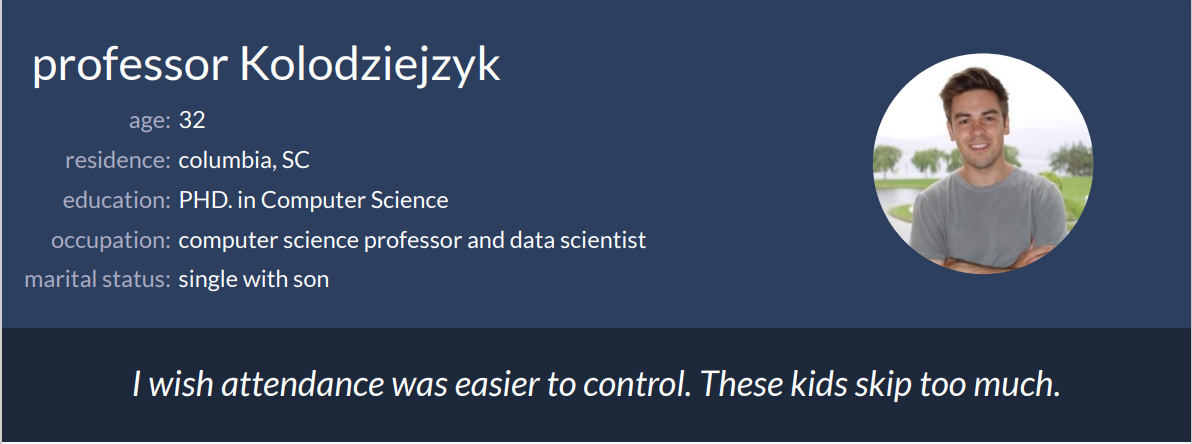 professor Kolodziejzyk
age: 32
residence: columbia, SC
education: PHD. in Computer Science
occupation: computer science professor and data scientist
marital status: single with son
I wish attendance was easier to control. These kids skip too much.